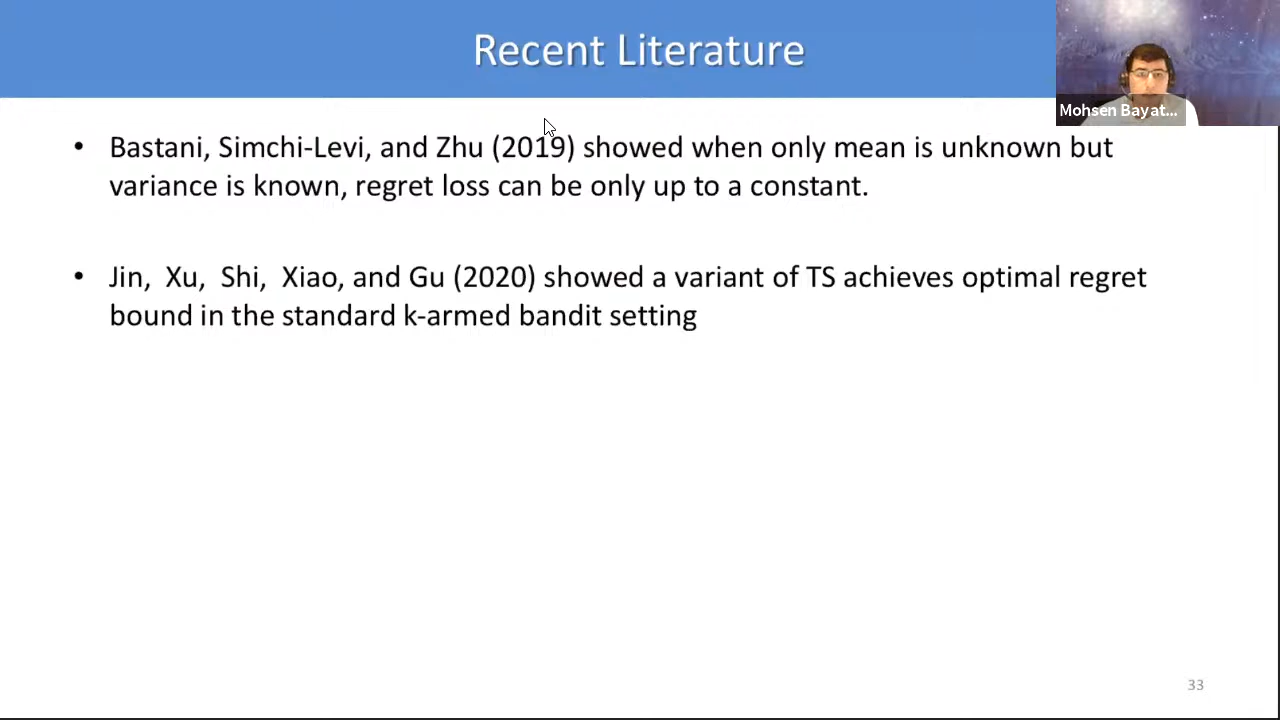 Recent Literature
Mohsen Bayat...
• Bastani, Simchi-Levi, and Zhu (2019) showed when only mean is unknown but
variance is known, regret loss can be only up to a constant.
• Jin, Xu, Shi, Xiao, and Gu (2020) showed a variant of TS achieves optimal regret
bound in the standard k-armed bandit setting
33